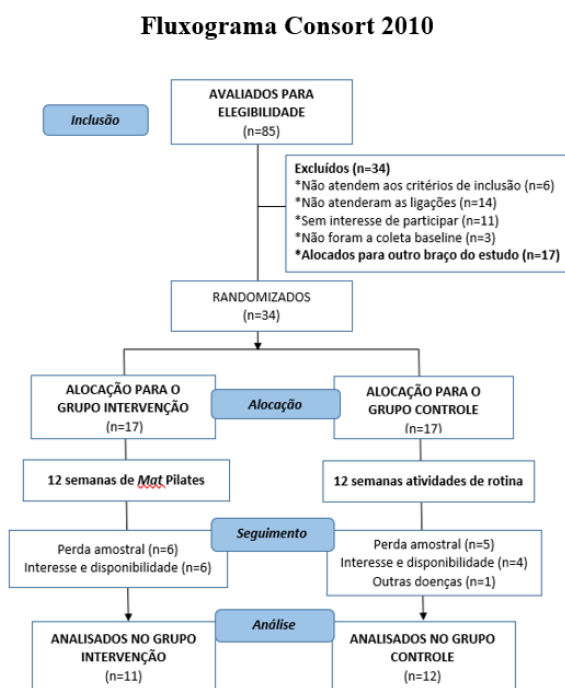 Fluxograma Consort 2010
Inclusão
AVALIADOS PARA
ELEGIBILIDADE
(n=85)
Excluídos (n=34)
*Não atendem aos critérios de inclusão (n=6)
*Não atenderam as ligações (n=14)
*Sem interesse de participar (n=11)
*Não foram a coleta baseline (n=3)
*Alocados para outro braço do estudo (n=17)
RANDOMIZADOS
(n=34)
ALOCAÇÃO PARA O
GRUPO INTERVENÇÃO
(n=17)
Alocação
ALOCAÇÃO PARA O
GRUPO CONTROLE
(n=17)
12 semanas de Mat Pilates
12 semanas atividades de rotina
Seguimento
Perda amostral (n=6)
Interesse e disponibilidade (n=6)
Perda amostral (n=5)
Interesse e disponibilidade (n=4)
Outras doenças (n=1)
Análise
ANALISADOS NO GRUPO
INTERVENÇÃO
(n=11)
ANALISADOS NO GRUPO
CONTROLE
(n=12)